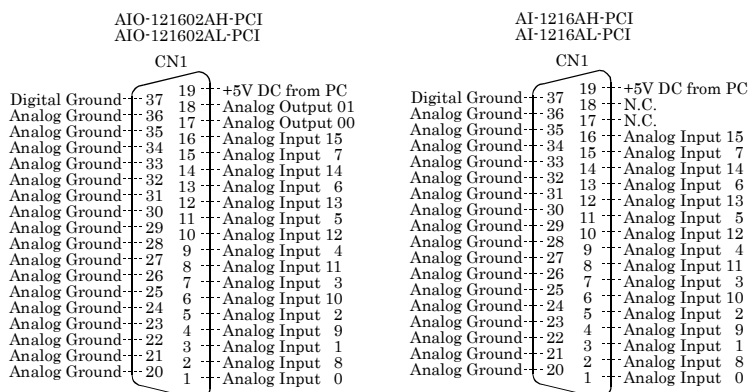 AIO-121602AH-PCI
AIO-121602AL-PCI
CN1
19 +5V DC from PC
Digital Ground 37
18 Analog Output 01
Analog Ground 36
17 Analog Output 00
Analog Ground 35
16 Analog Input 15
Analog Ground 34
15 Analog Input 7
Analog Ground 33
14 Analog Input 14
Analog Ground 32
13 Analog Input 6
Analog Ground 31
12 Analog Input 13
Analog Ground 30
11 Analog Input 5
Analog Ground 29
10 Analog Input 12
Analog Ground 28
9 Analog Input 4
Analog Ground 27
8 Analog Input 11
Analog Ground 26
7 Analog Input 3
Analog Ground 25
6 Analog Input 10
Analog Ground 24
5 Analog Input 2
Analog Ground 23
4 Analog Input 9
Analog Ground 22
3 Analog Input 1
Analog Ground 21
2 Analog Input 8
Analog Ground 20
1 Analog Input 0
AI-1216AH-PCI
AI-1216AL-PCI
CN1
19 +5V DC from PC
Digital Ground 37
18 N.C.
Analog Ground 36
17 N.C.
Analog Ground 35
16 Analog Input 15
Analog Ground 34
15 Analog Input 7
Analog Ground 33
14 Analog Input 14
Analog Ground 32
13 Analog Input 6
Analog Ground 31
12 Analog Input 13
Analog Ground 30
11 Analog Input 5
Analog Ground 29
10 Analog Input 12
Analog Ground 28
9 Analog Input 4
Analog Ground 27
8 Analog Input 11
Analog Ground 26
7 Analog Input 3
Analog Ground 25
6 Analog Input 10
Analog Ground 24
5 Analog Input 2
Analog Ground 23
4 Analog Input 9
Analog Ground 22
3 Analog Input 1
Analog Ground 21
2 Analog Input 8
Analog Ground 20
1 Analog Input 0